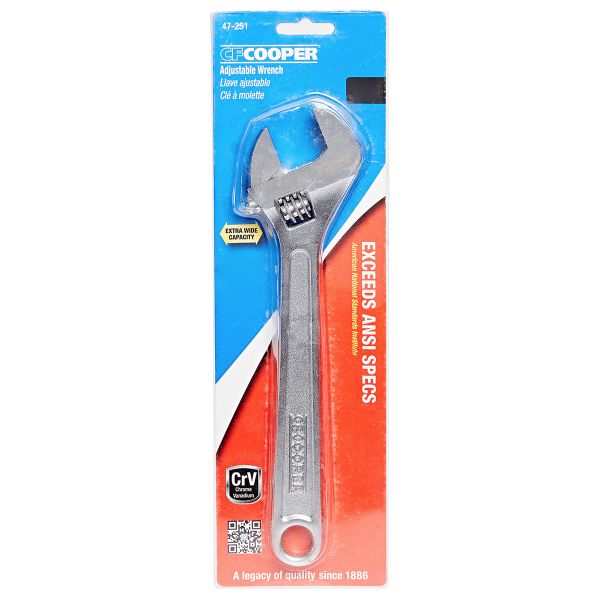 47-251
CFCOOPER
Adjustable Wrench
Llave ajustable
Clé à molette
EXTRA WIDE
CAPACITY
EXCEEDS ANSI SPECS
American National Standards Institute
CrV
Chrome
Vanadium
A legacy of quality since 1886